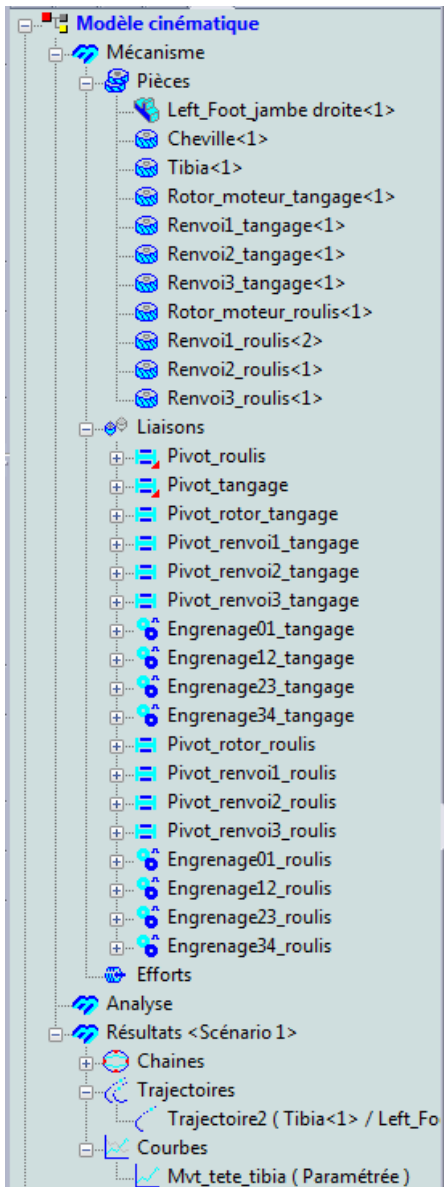 Modèle cinématique
Mécanisme
Pièces
Left_Foot_jambe droite<1>
Cheville<1>
Tibia<1>
Rotor_moteur_tangage<1>
Renvoi1_tangage<1>
Renvoi2_tangage<1>
Renvoi3_tangage<1>
Rotor_moteur_roulis<1>
Renvoi1_roulis<2>
Renvoi2_roulis<1>
Renvoi3_roulis<1>
Liaisons
Pivot_roulis
Pivot_tangage
Pivot_rotor_tangage
Pivot_renvoi1_tangage
Pivot_renvoi2_tangage
Pivot_renvoi3_tangage
Engrenage01_tangage
Engrenage12_tangage
Engrenage23_tangage
Engrenage34_tangage
Pivot_rotor_roulis
Pivot_renvoi1_roulis
Pivot_renvoi2_roulis
Pivot_renvoi3_roulis
Engrenage01_roulis
Engrenage12_roulis
Engrenage23_roulis
Engrenage34_roulis
Efforts
Analyse
Résultats <Scénario 1>
Chaines
Trajectoires
Trajectoire2 ( Tibia<1> / Left_Fo
Courbes
Mvt_tete_tibia ( Paramétrée )